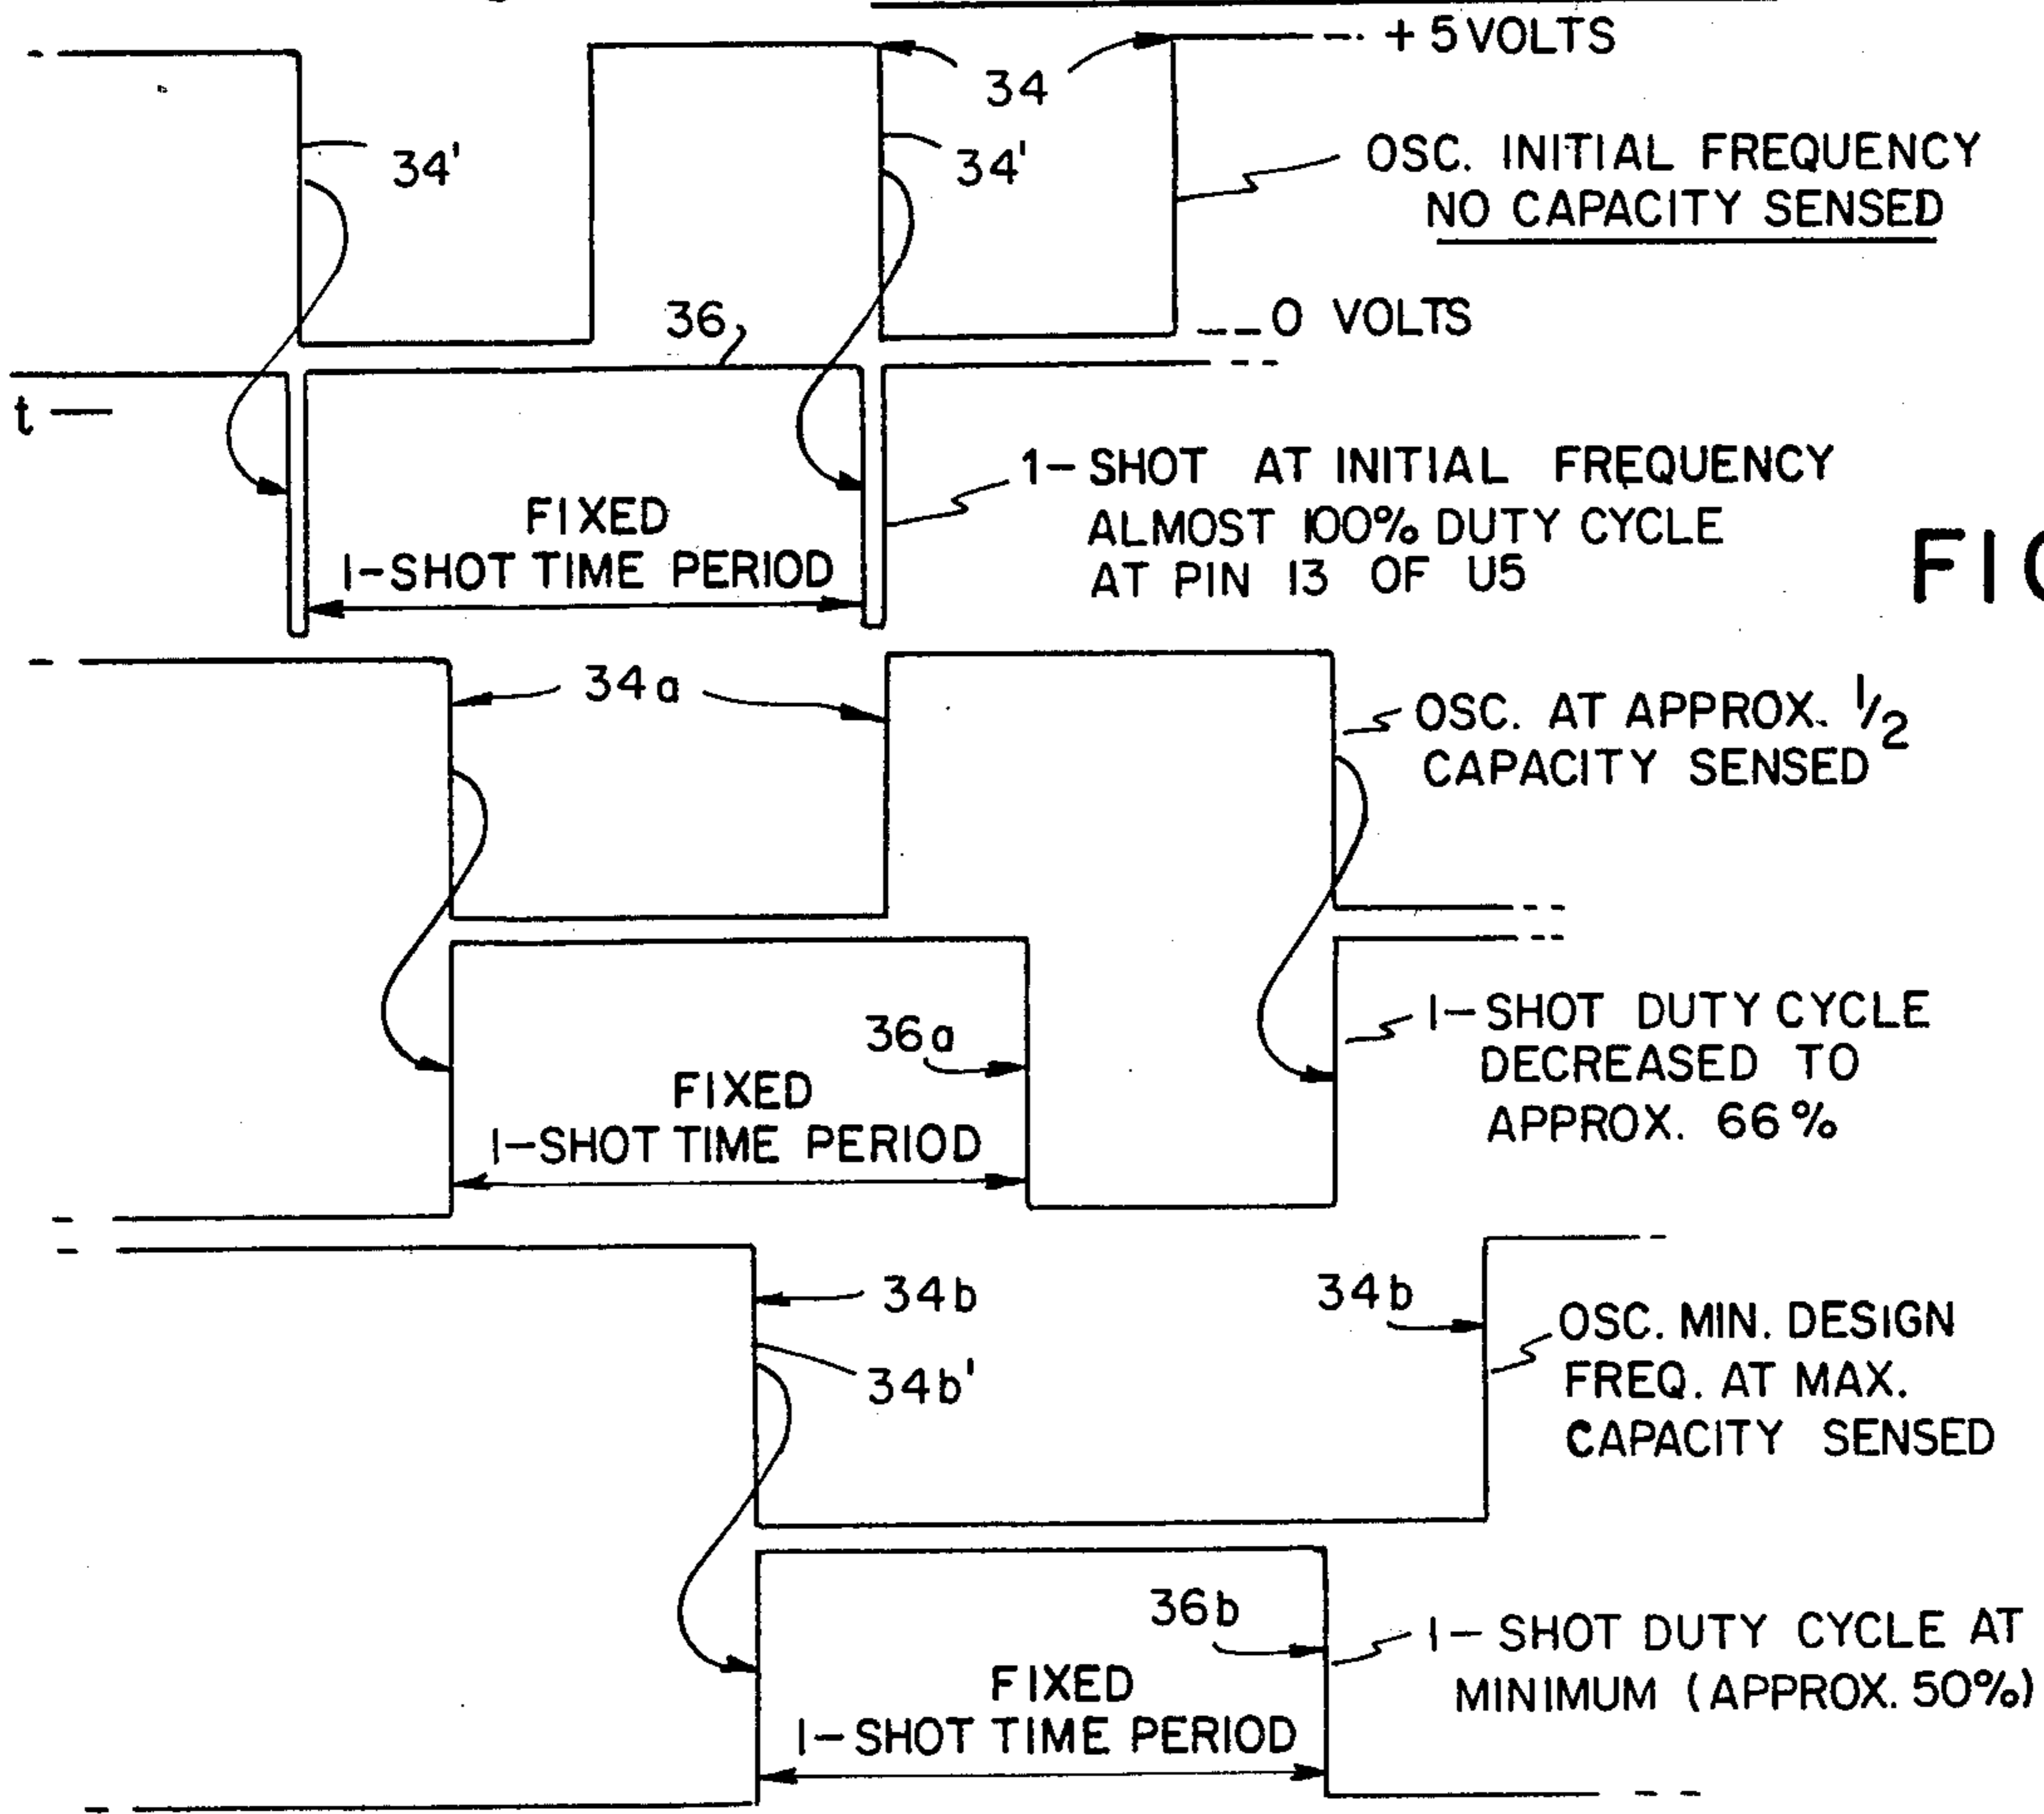 +5 VOLTS
34
34'
34'
OSC. INITIAL FREQUENCY
NO CAPACITY SENSED
36
0 VOLTS
t
1-SHOT AT INITIAL FREQUENCY
ALMOST 100% DUTY CYCLE
AT PIN 13 OF U5
FIXED
1-SHOT TIME PERIOD
34a
OSC. AT APPROX. 1/2
CAPACITY SENSED
36a
1-SHOT DUTY CYCLE
DECREASED TO
APPROX. 66%
FIXED
1-SHOT TIME PERIOD
34b
34b
34b'
OSC. MIN. DESIGN
FREQ. AT MAX.
CAPACITY SENSED
36b
1-SHOT DUTY CYCLE AT
MINIMUM (APPROX. 50%)
FIXED
1-SHOT TIME PERIOD